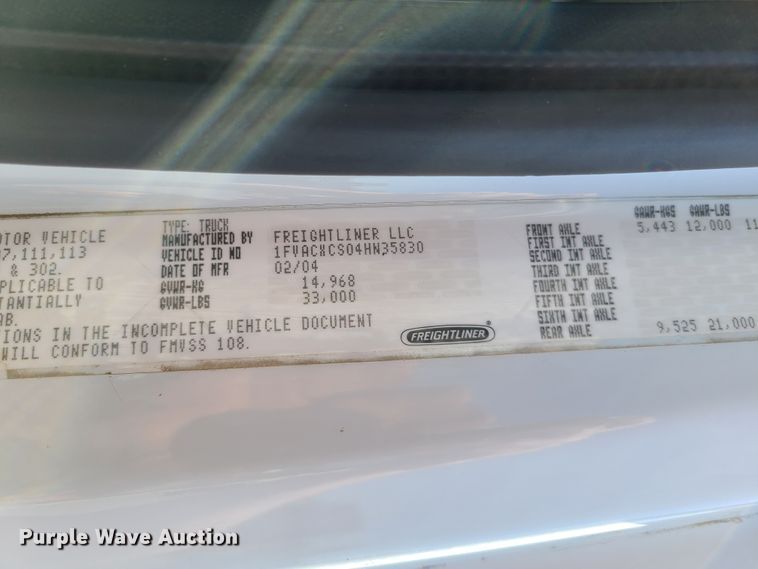 OTOR VEHICLE
07,111,113
& 302.
PLICABLE TO
TANTIALLY
AB.
TIONS IN THE INCOMPLETE VEHICLE DOCUMENT
WILL CONFORM TO FMVSS 108.
TYPE: TRUCK
MANUFACTURED BY FREIGHTLINER LLC
VEHICLE ID NO 1FVACXCS04HN35830
DATE OF MFR 02/04
GVWR-KG 14,968
GVWR-LBS 33,000
FREIGHTLINER
GAWR-KGS GAWR-LBS
FRONT AXLE 5,443 12,000 11
FIRST INT AXLE
SECOND INT AXLE
THIRD INT AXLE
FOURTH INT AXLE
FIFTH INT AXLE
SIXTH INT AXLE
REAR AXLE 9,525 21,000
Purple Wave Auction